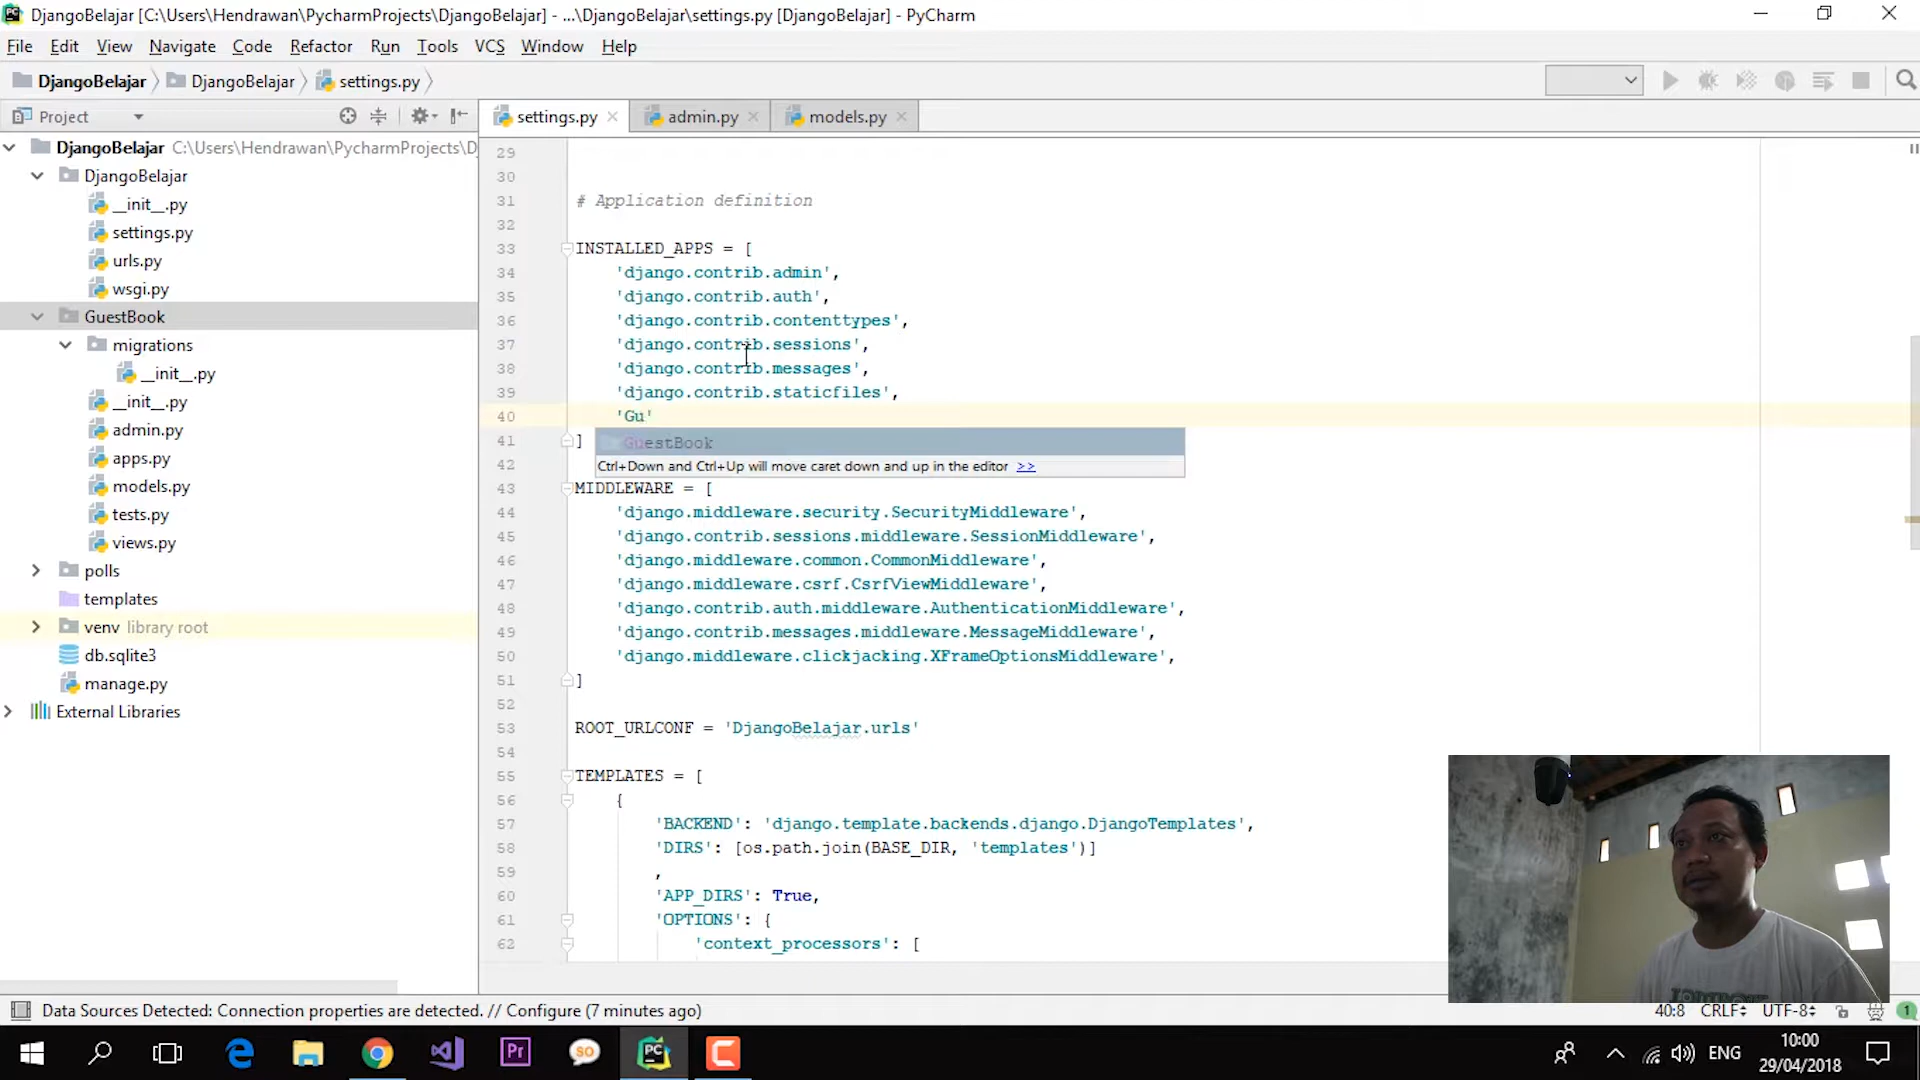 DjangoBelajar [C:\Users\Hendrawan\PycharmProjects\DjangoBelajar] - ...\DjangoBelajar\settings.py [DjangoBelajar] - PyCharm
File Edit View Navigate Code Refactor Run Tools VCS Window Help
DjangoBelajar DjangoBelajar settings.py
Project
settings.py admin.py models.py
DjangoBelajar C:\Users\Hendrawan\PycharmProjects\D
DjangoBelajar
__init__.py
settings.py
urls.py
wsgi.py
GuestBook
migrations
__init__.py
__init__.py
admin.py
apps.py
models.py
tests.py
views.py
polls
templates
venv library root
db.sqlite3
manage.py
External Libraries
29
30
31 # Application definition
32
33 INSTALLED_APPS = [
34 'django.contrib.admin',
35 'django.contrib.auth',
36 'django.contrib.contenttypes',
37 'django.contrib.sessions',
38 'django.contrib.messages',
39 'django.contrib.staticfiles',
40 'Gu'
41 ]
GuestBook
42
Ctrl+Down and Ctrl+Up will move caret down and up in the editor >>
43 MIDDLEWARE = [
44 'django.middleware.security.SecurityMiddleware',
45 'django.contrib.sessions.middleware.SessionMiddleware',
46 'django.middleware.common.CommonMiddleware',
47 'django.middleware.csrf.CsrfViewMiddleware',
48 'django.contrib.auth.middleware.AuthenticationMiddleware',
49 'django.contrib.messages.middleware.MessageMiddleware',
50 'django.middleware.clickjacking.XFrameOptionsMiddleware',
51 ]
52
53 ROOT_URLCONF = 'DjangoBelajar.urls'
54
55 TEMPLATES = [
56 {
57 'BACKEND': 'django.template.backends.django.DjangoTemplates',
58 'DIRS': [os.path.join(BASE_DIR, 'templates')]
59 ,
60 'APP_DIRS': True,
61 'OPTIONS': {
62 'context_processors': [
Data Sources Detected: Connection properties are detected. // Configure (7 minutes ago)
40:8 CRLF UTF-8 1
Pr SO PC C
ENG
10:00
29/04/2018